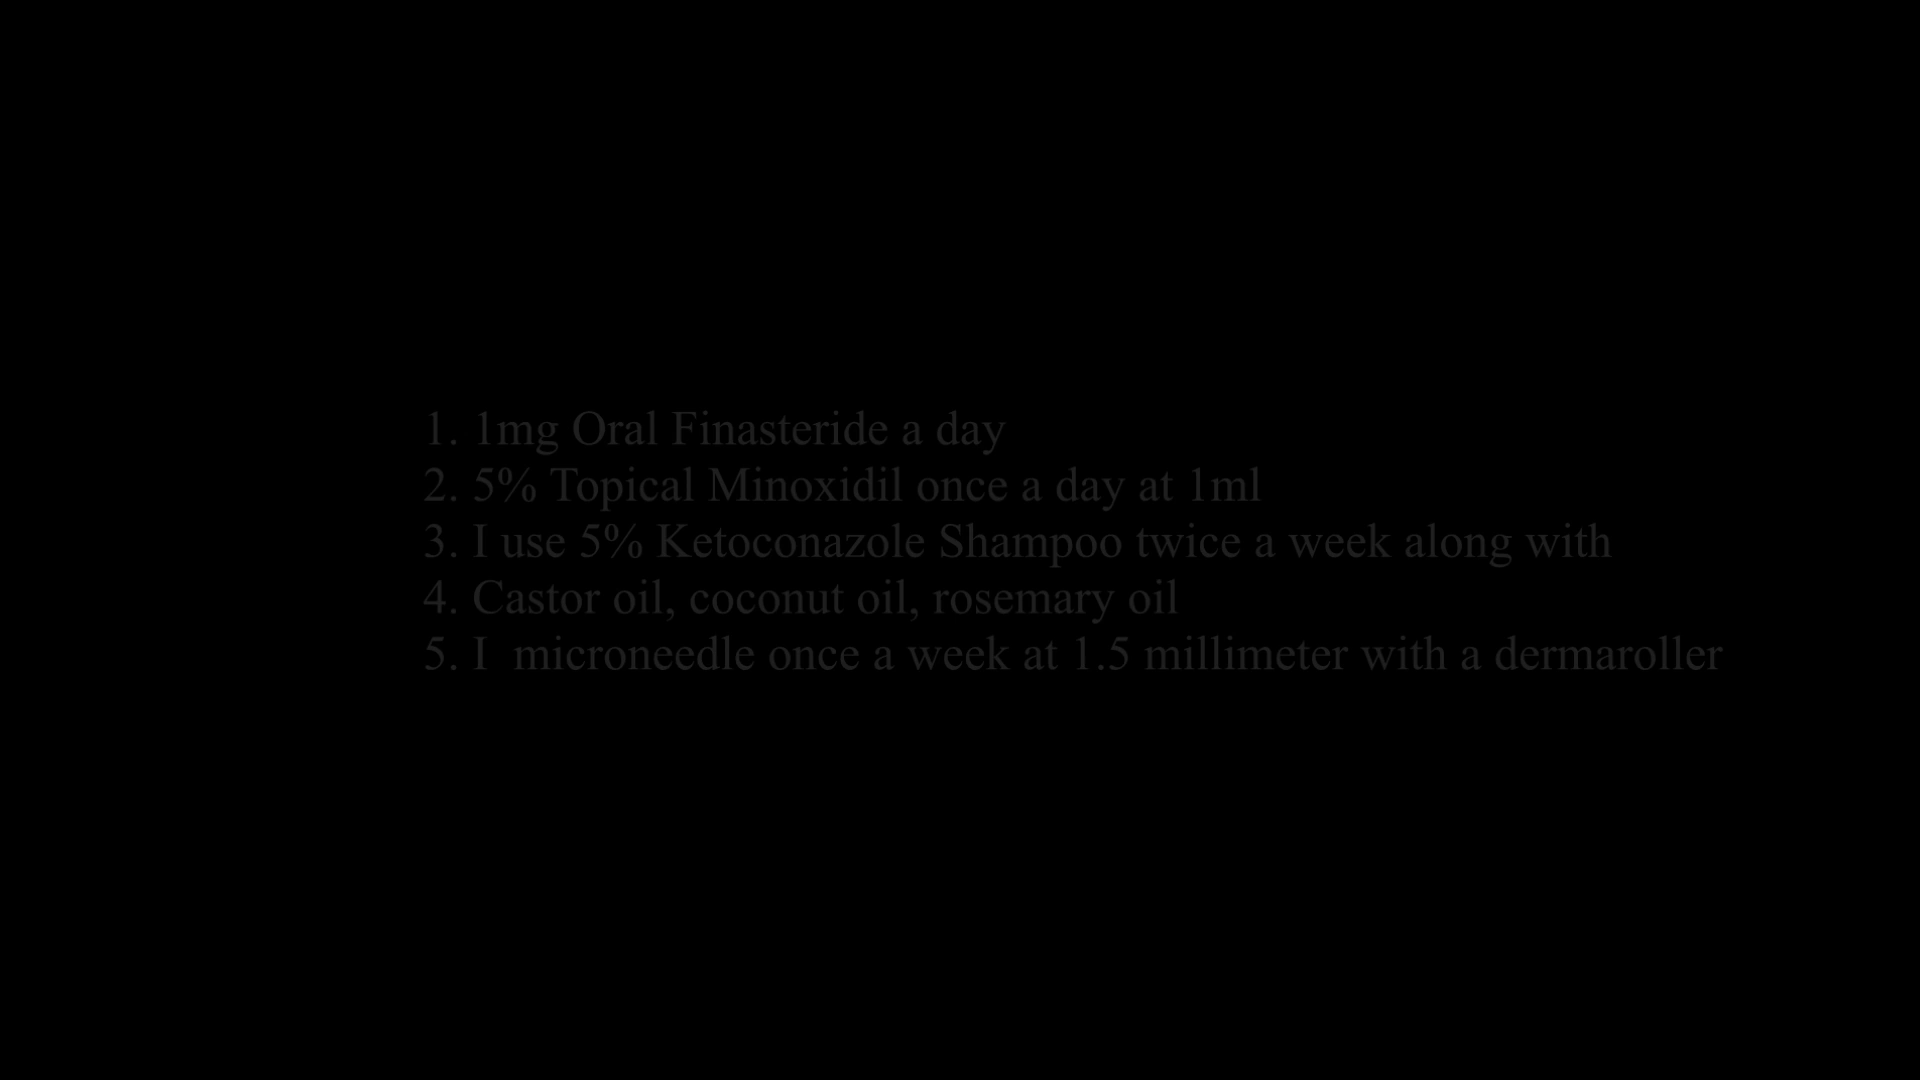 1. 1mg Oral Finasteride a day
2. 5% Topical Minoxidil once a day at 1ml
3. I use 5% Ketoconazole Shampoo twice a week along with
4. Castor oil, coconut oil, rosemary oil
5. I  microneedle once a week at 1.5 millimeter with a dermaroller